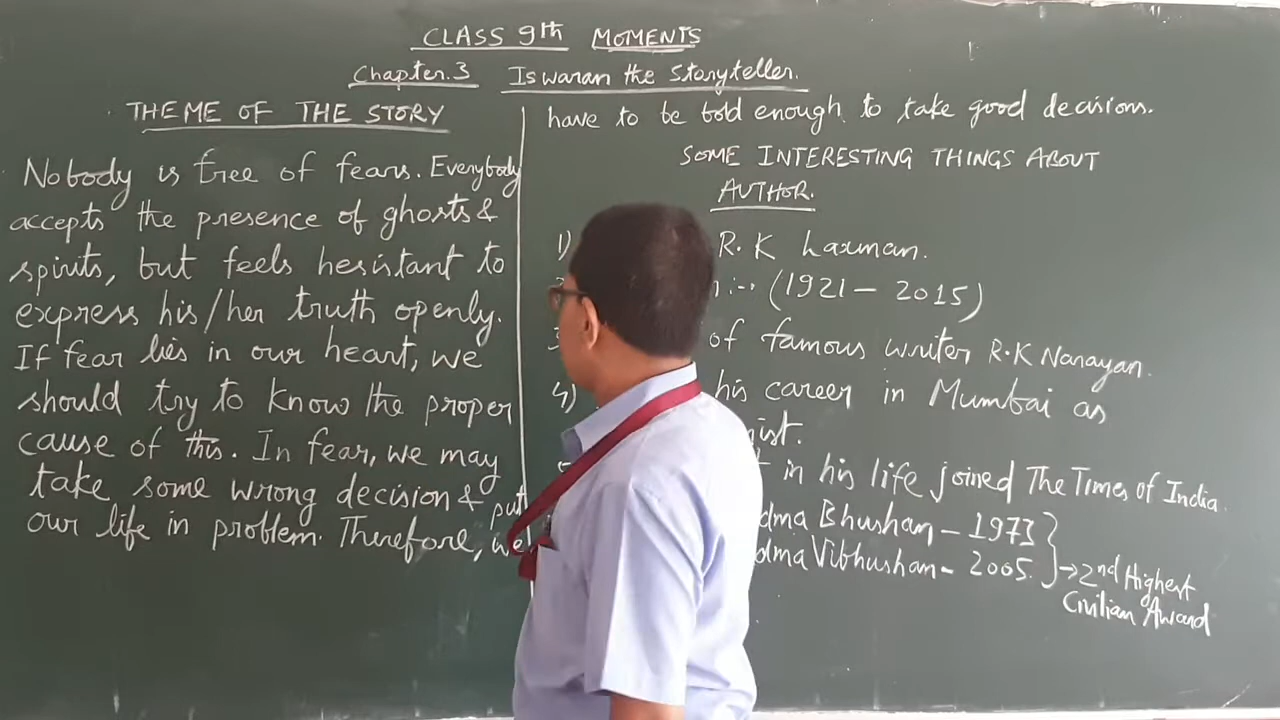 CLASS 9th MOMENTS
Chapter.3 Iswaran the Storyteller.
THEME OF THE STORY
Nobody is free of fears. Everybody
accepts the presence of ghosts &
spirits, but feels hesistant to
express his/her truth openly.
If fear lies in our heart, we
should try to know the proper
cause of this. In fear, we may
take some wrong decision & put
our life in problem. Therefore, we
have to be bold enough to take good decisions.
SOME INTERESTING THINGS ABOUT
AUTHOR.
1) R.K Laxman.
(1921 - 2015)
of famous writer R.K Narayan.
4) his career in Mumbai as
in his life joined The Times of India.
Bhushan - 1973
Vibhushan - 2005. → 2nd Highest
Civilian Award